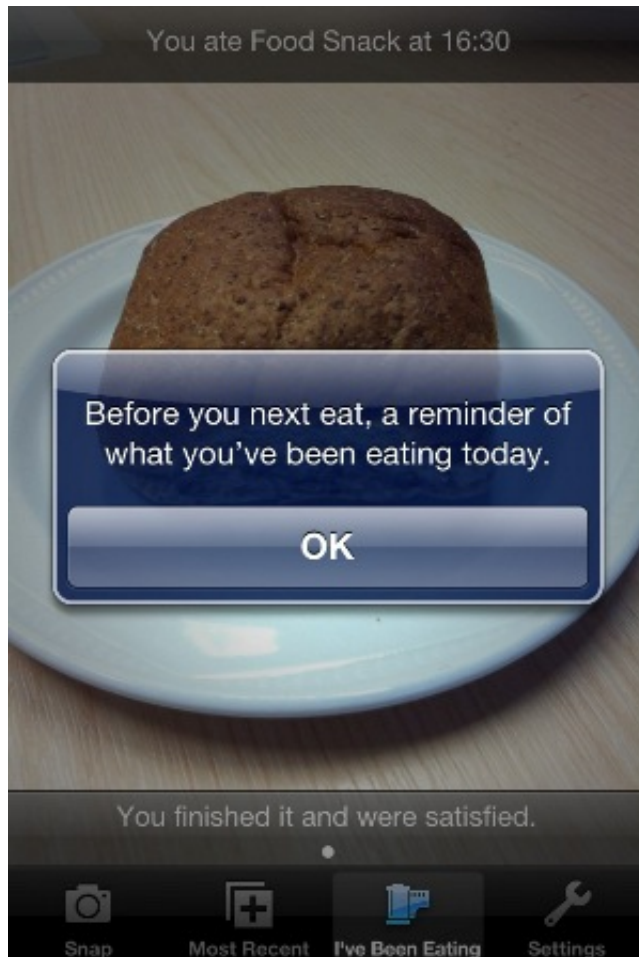 You ate Food Snack at 16:30
Before you next eat, a reminder of
what you've been eating today.
OK
You finished it and were satisfied.
Snap
Most Recent
I've Been Eating
Settings